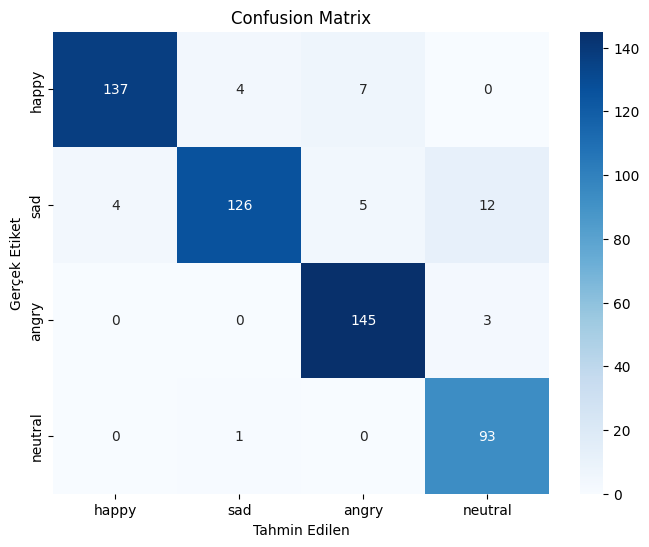 Confusion Matrix
Gerçek Etiket
happy 137 4 7 0
sad 4 126 5 12
angry 0 0 145 3
neutral 0 1 0 93
happy sad angry neutral
Tahmin Edilen
140
120
100
80
60
40
20
0